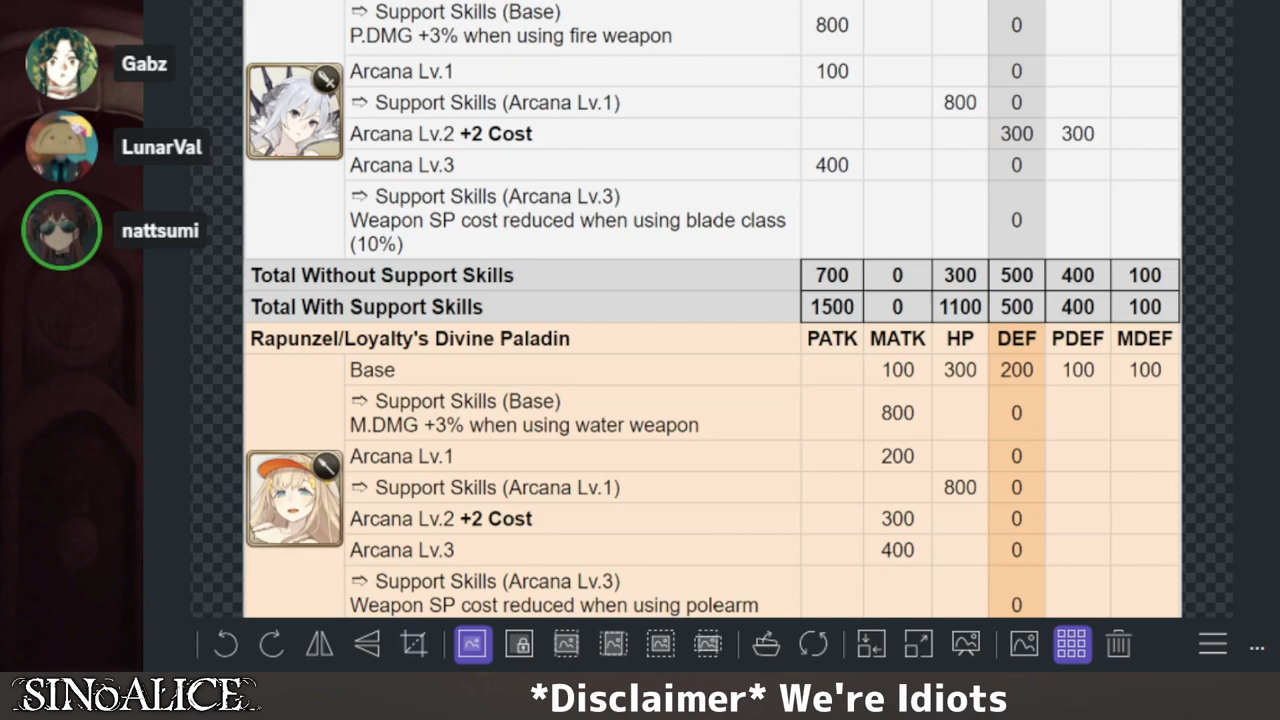 Gabz
LunarVal
nattsumi
⇨ Support Skills (Base)
P.DMG +3% when using fire weapon 800 0
Arcana Lv.1 100 0
⇨ Support Skills (Arcana Lv.1) 800 0
Arcana Lv.2 +2 Cost 300 300
Arcana Lv.3 400 0
⇨ Support Skills (Arcana Lv.3)
Weapon SP cost reduced when using blade class 0
(10%)
Total Without Support Skills 700 0 300 500 400 100
Total With Support Skills 1500 0 1100 500 400 100
Rapunzel/Loyalty's Divine Paladin PATK MATK HP DEF PDEF MDEF
Base 100 300 200 100 100
⇨ Support Skills (Base)
M.DMG +3% when using water weapon 800 0
Arcana Lv.1 200 0
⇨ Support Skills (Arcana Lv.1) 800 0
Arcana Lv.2 +2 Cost 300 0
Arcana Lv.3 400 0
⇨ Support Skills (Arcana Lv.3)
Weapon SP cost reduced when using polearm 0
SINoALICE
*Disclaimer* We're Idiots